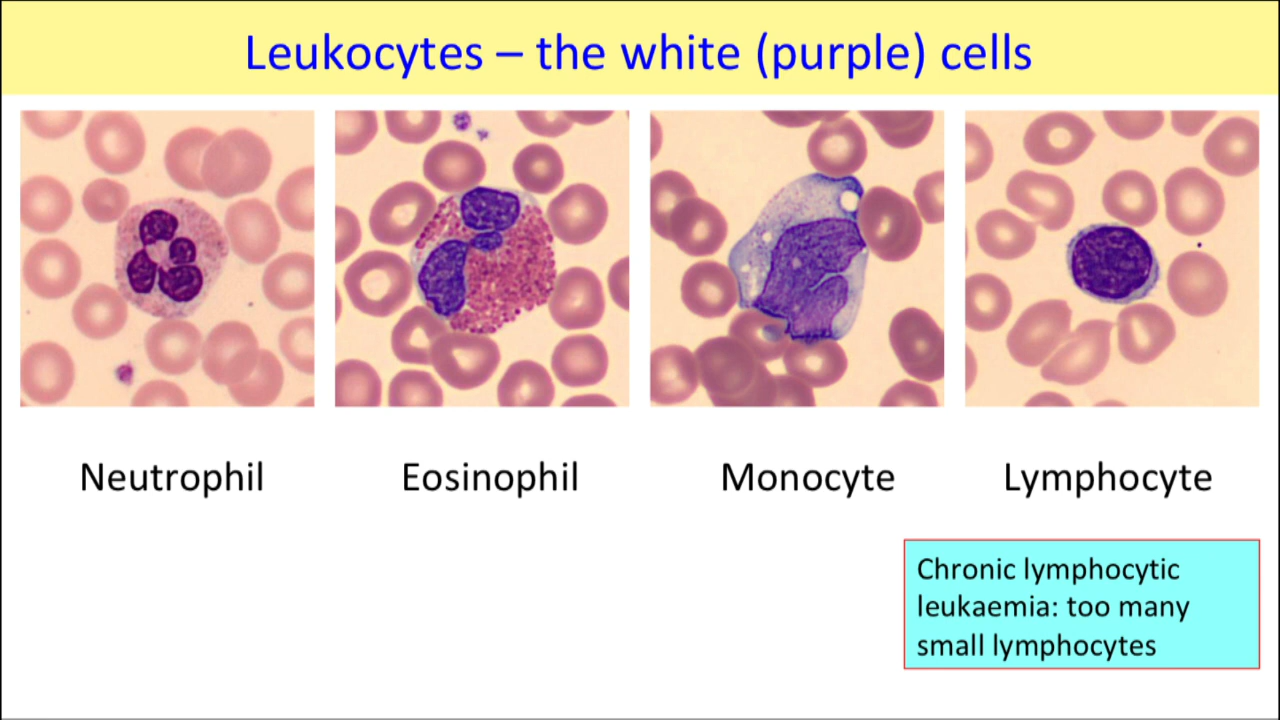 Leukocytes – the white (purple) cells
Neutrophil
Eosinophil
Monocyte
Lymphocyte
Chronic lymphocytic
leukaemia: too many
small lymphocytes